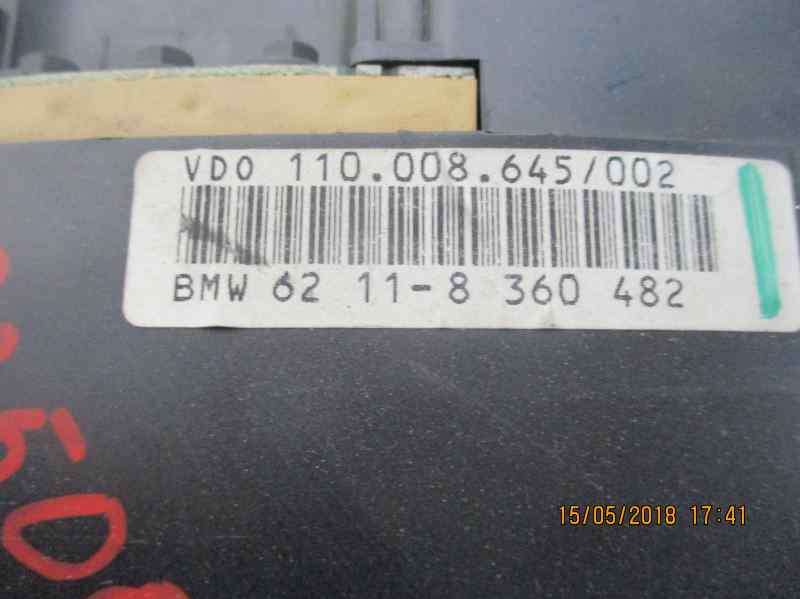 VDO 110.008.645/002
BMW 62 11-8 360 482
15/05/2018 17:41